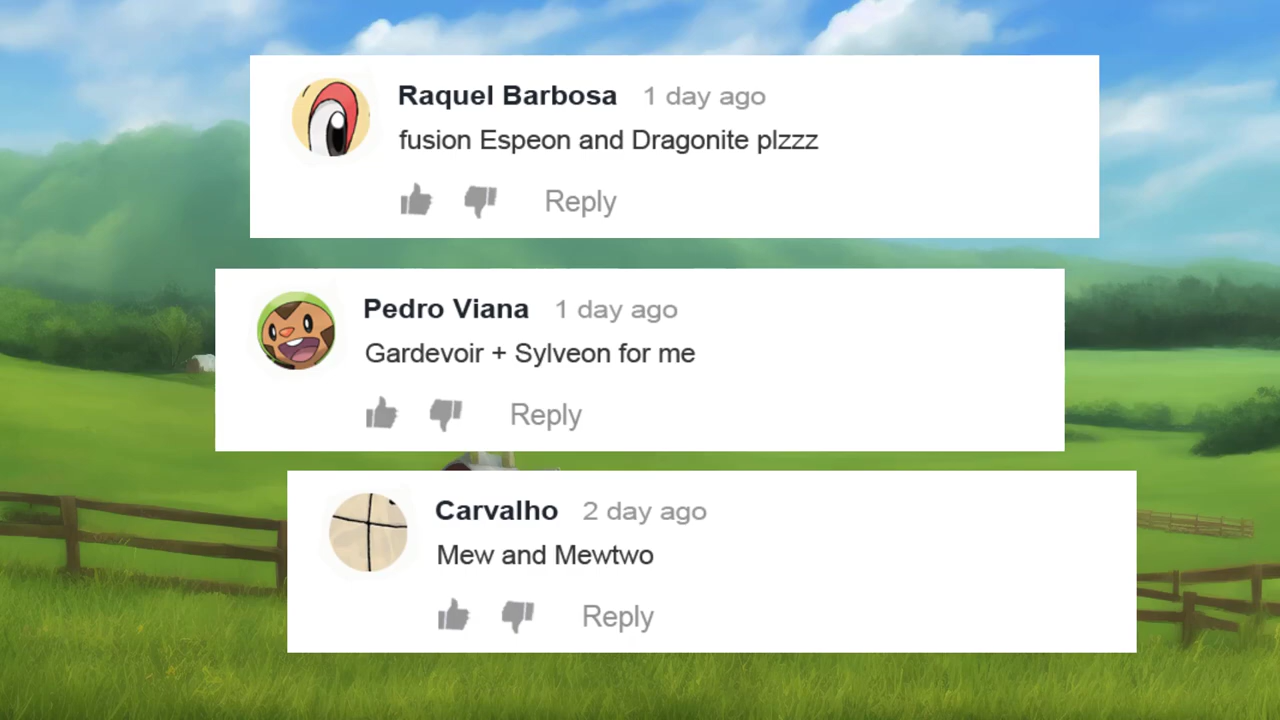 Raquel Barbosa 1 day ago
fusion Espeon and Dragonite plzzz
Reply
Pedro Viana 1 day ago
Gardevoir + Sylveon for me
Reply
Carvalho 2 day ago
Mew and Mewtwo
Reply